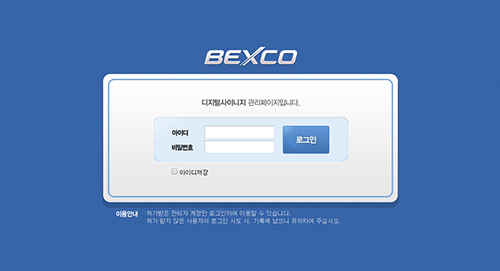 BEXCO
디지털사이니지 관리페이지입니다.
아이디
비밀번호
로그인
아이디저장
이용안내 허가받은 관리자 계정만 로그인하여 이용할 수 있습니다.
허가 받지 않은 사용자의 로그인 시도 시, 기록에 남으니 유의하여 주십시오.